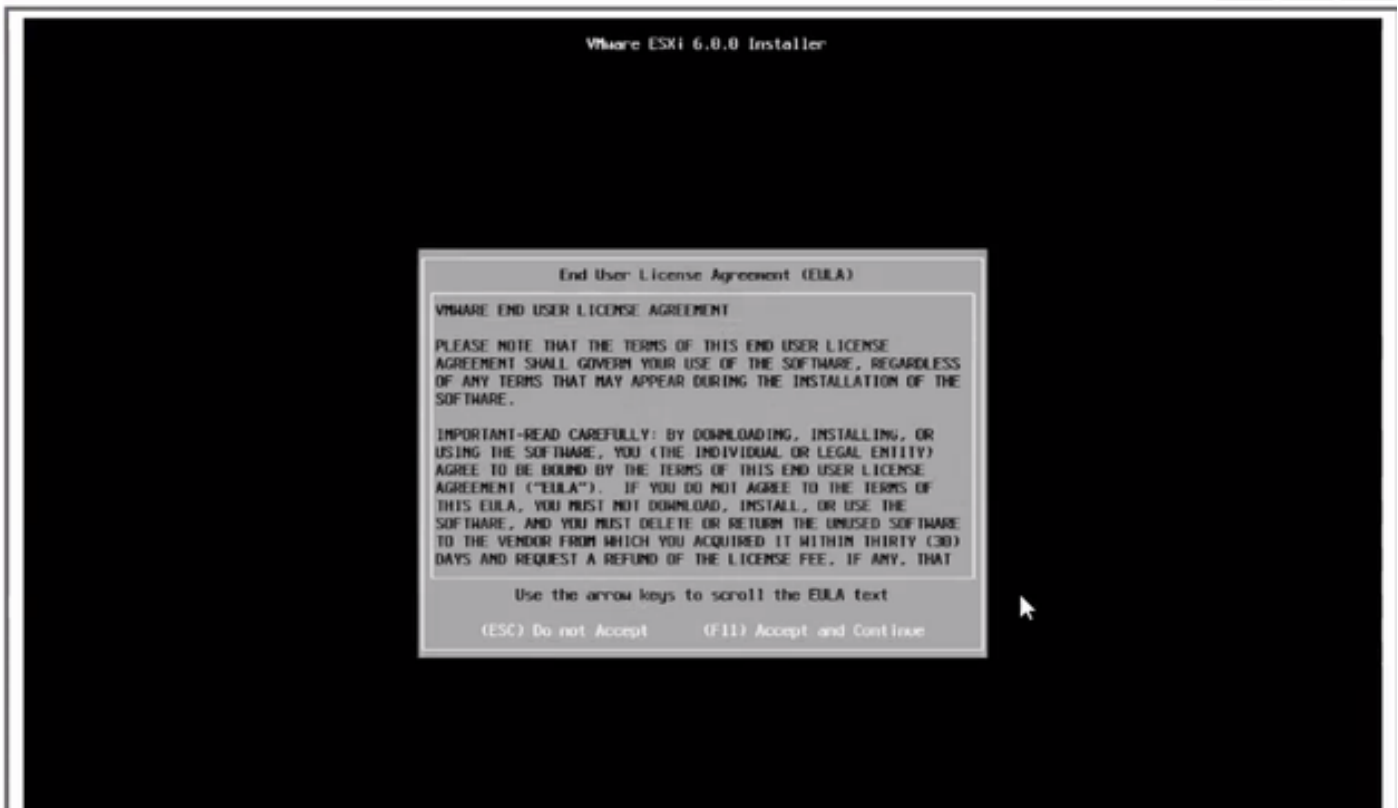 VMware ESXi 6.0.0 Installer
End User License Agreement (EULA)
VMWARE END USER LICENSE AGREEMENT
PLEASE NOTE THAT THE TERMS OF THIS END USER LICENSE
AGREEMENT SHALL GOVERN YOUR USE OF THE SOFTWARE, REGARDLESS
OF ANY TERMS THAT MAY APPEAR DURING THE INSTALLATION OF THE
SOFTWARE.
IMPORTANT-READ CAREFULLY: BY DOWNLOADING, INSTALLING, OR
USING THE SOFTWARE, YOU (THE INDIVIDUAL OR LEGAL ENTITY)
AGREE TO BE BOUND BY THE TERMS OF THIS END USER LICENSE
AGREEMENT ("EULA"). IF YOU DO NOT AGREE TO THE TERMS OF
THIS EULA, YOU MUST NOT DOWNLOAD, INSTALL, OR USE THE
SOFTWARE, AND YOU MUST DELETE OR RETURN THE UNUSED SOFTWARE
TO THE VENDOR FROM WHICH YOU ACQUIRED IT WITHIN THIRTY (30)
DAYS AND REQUEST A REFUND OF THE LICENSE FEE, IF ANY, THAT
Use the arrow keys to scroll the EULA text
(ESC) Do not Accept (F11) Accept and Continue